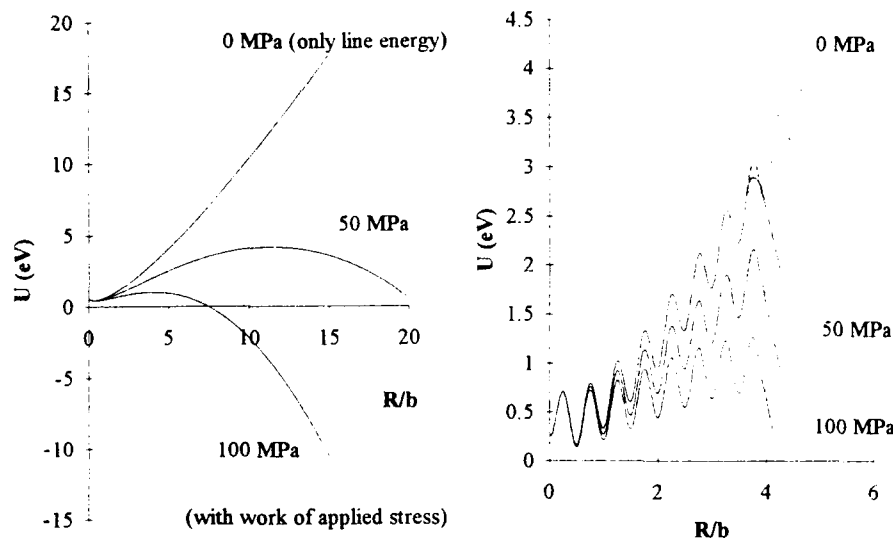 20
15
10
5
0
-5
-10
-15
U (eV)
0 MPa (only line energy)
50 MPa
0 5 10 15 20
R/b
100 MPa
(with work of applied stress)
4.5
4
3.5
3
2.5
2
1.5
1
0.5
0
U (eV)
0 MPa
50 MPa
100 MPa
0 2 4 6
R/b